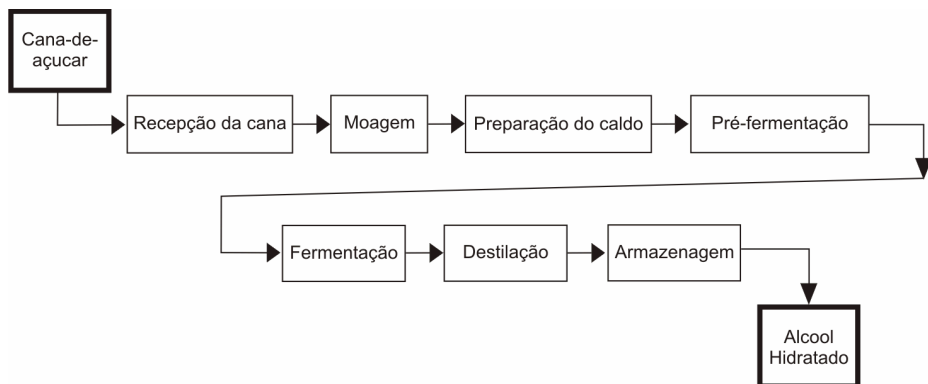 Cana-de-
açucar
Recepção da cana
Moagem
Preparação do caldo
Pré-fermentação
Fermentação
Destilação
Armazenagem
Alcool
Hidratado